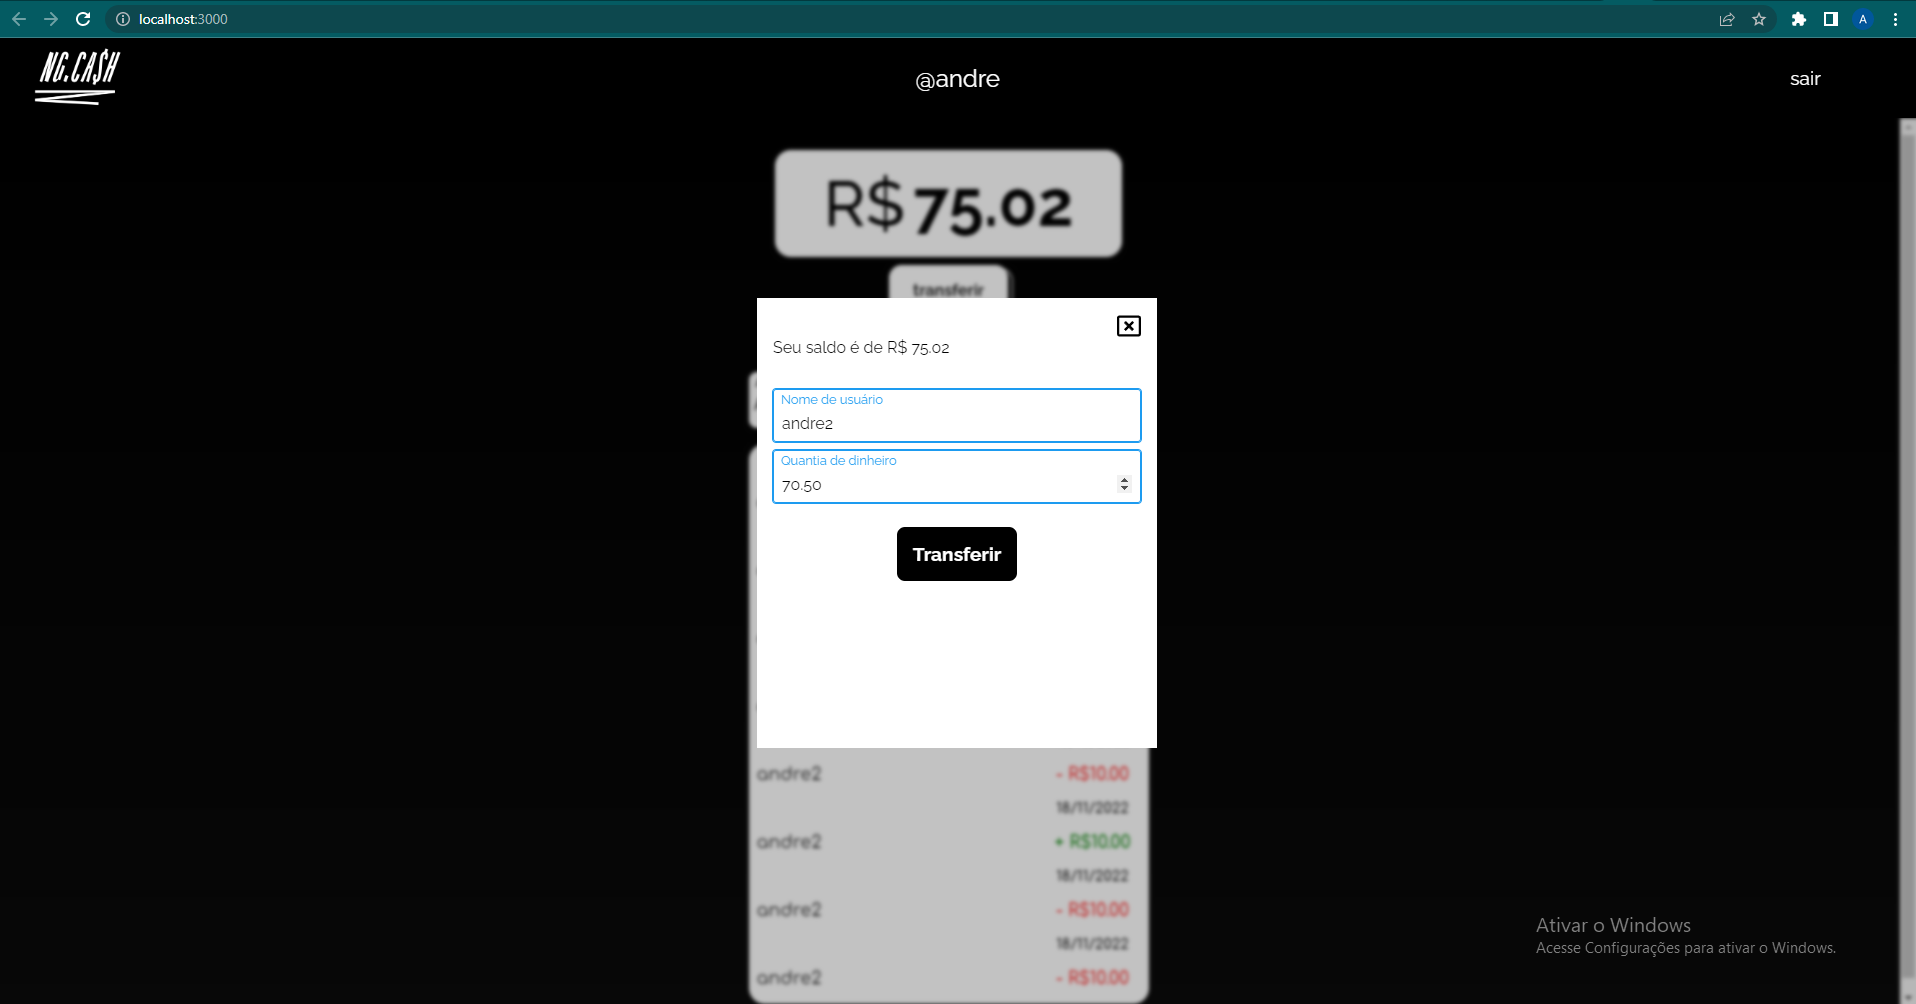 localhost:3000
A
NG.CA$H
@andre
sair
R$ 75.02
transferir
Seu saldo é de R$ 75.02
Nome de usuário
andre2
Quantia de dinheiro
70.50
Transferir
andre2 - R$10.00
18/11/2022
andre2 + R$10.00
18/11/2022
andre2 - R$10.00
18/11/2022
andre2 - R$10.00
Ativar o Windows
Acesse Configurações para ativar o Windows.